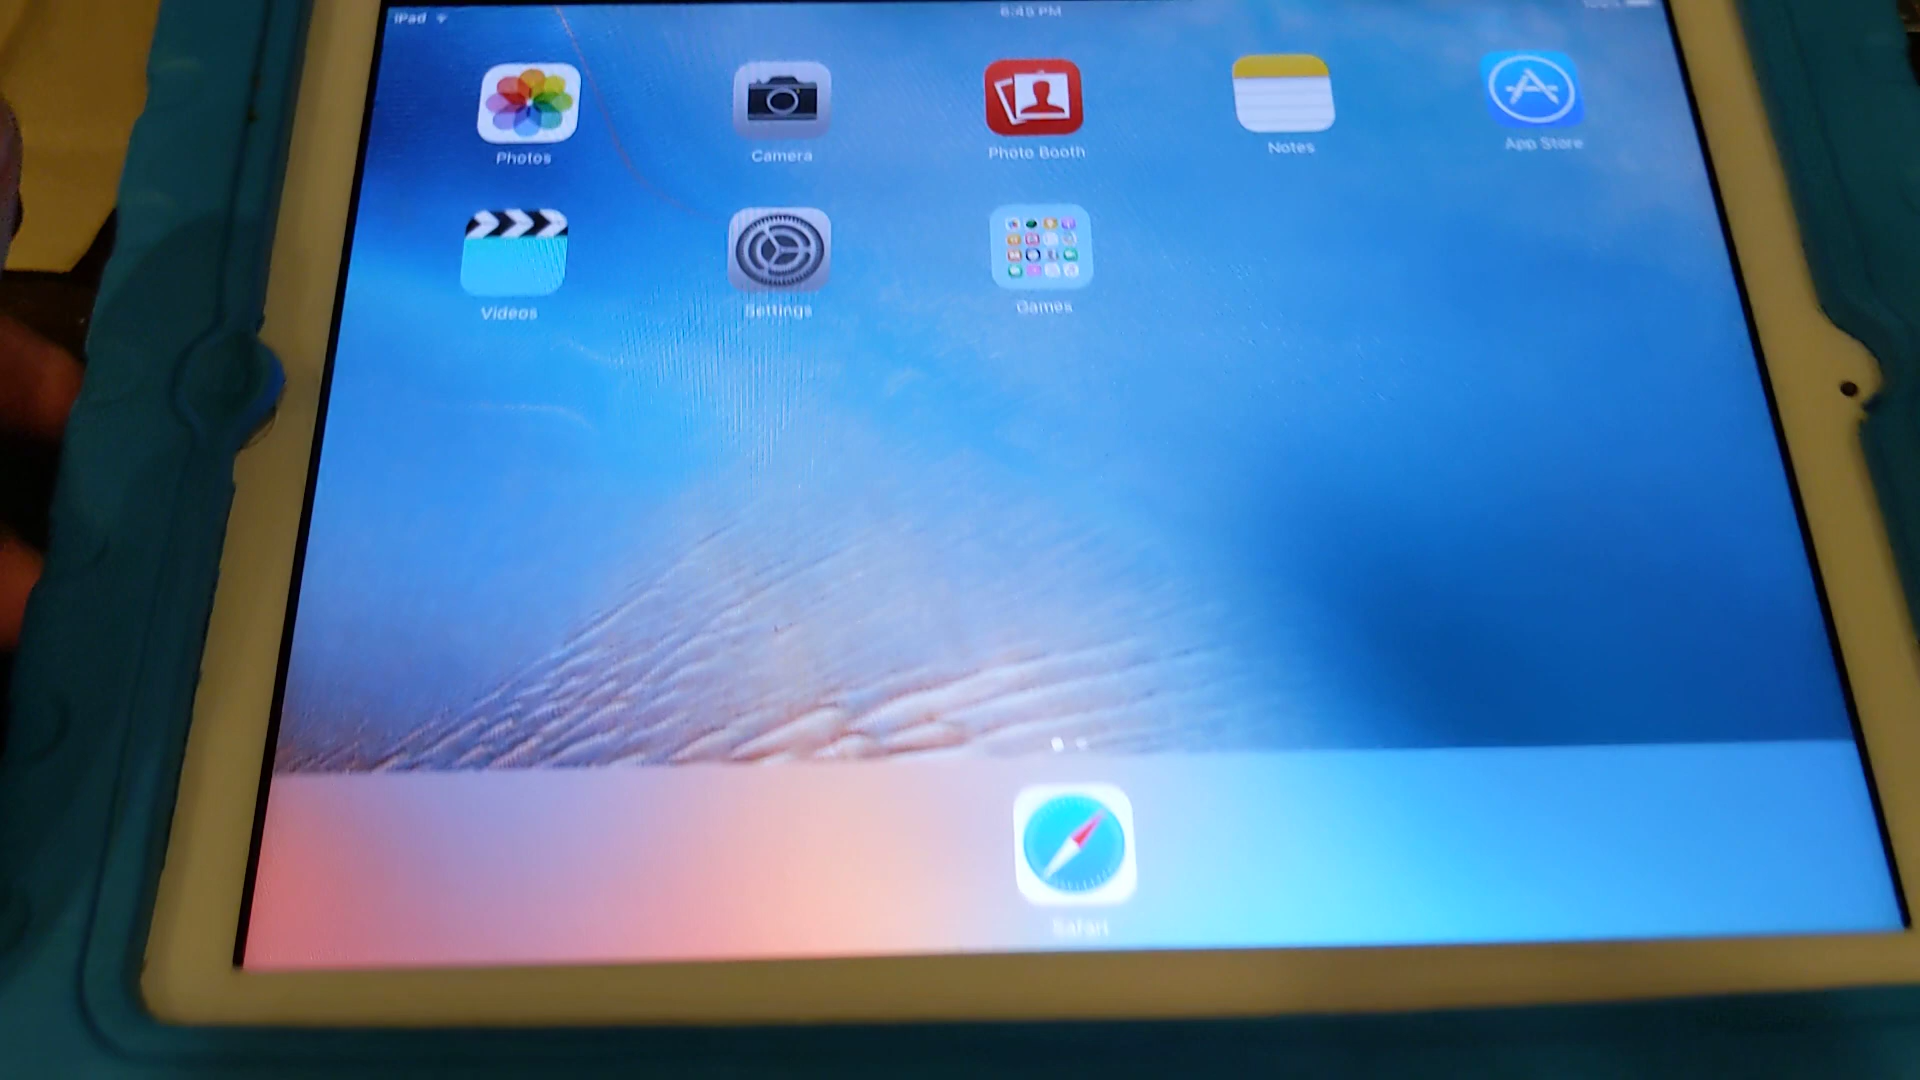 iPad 6:45 PM
Photos Camera Photo Booth Notes App Store
Videos Settings Games
Safari